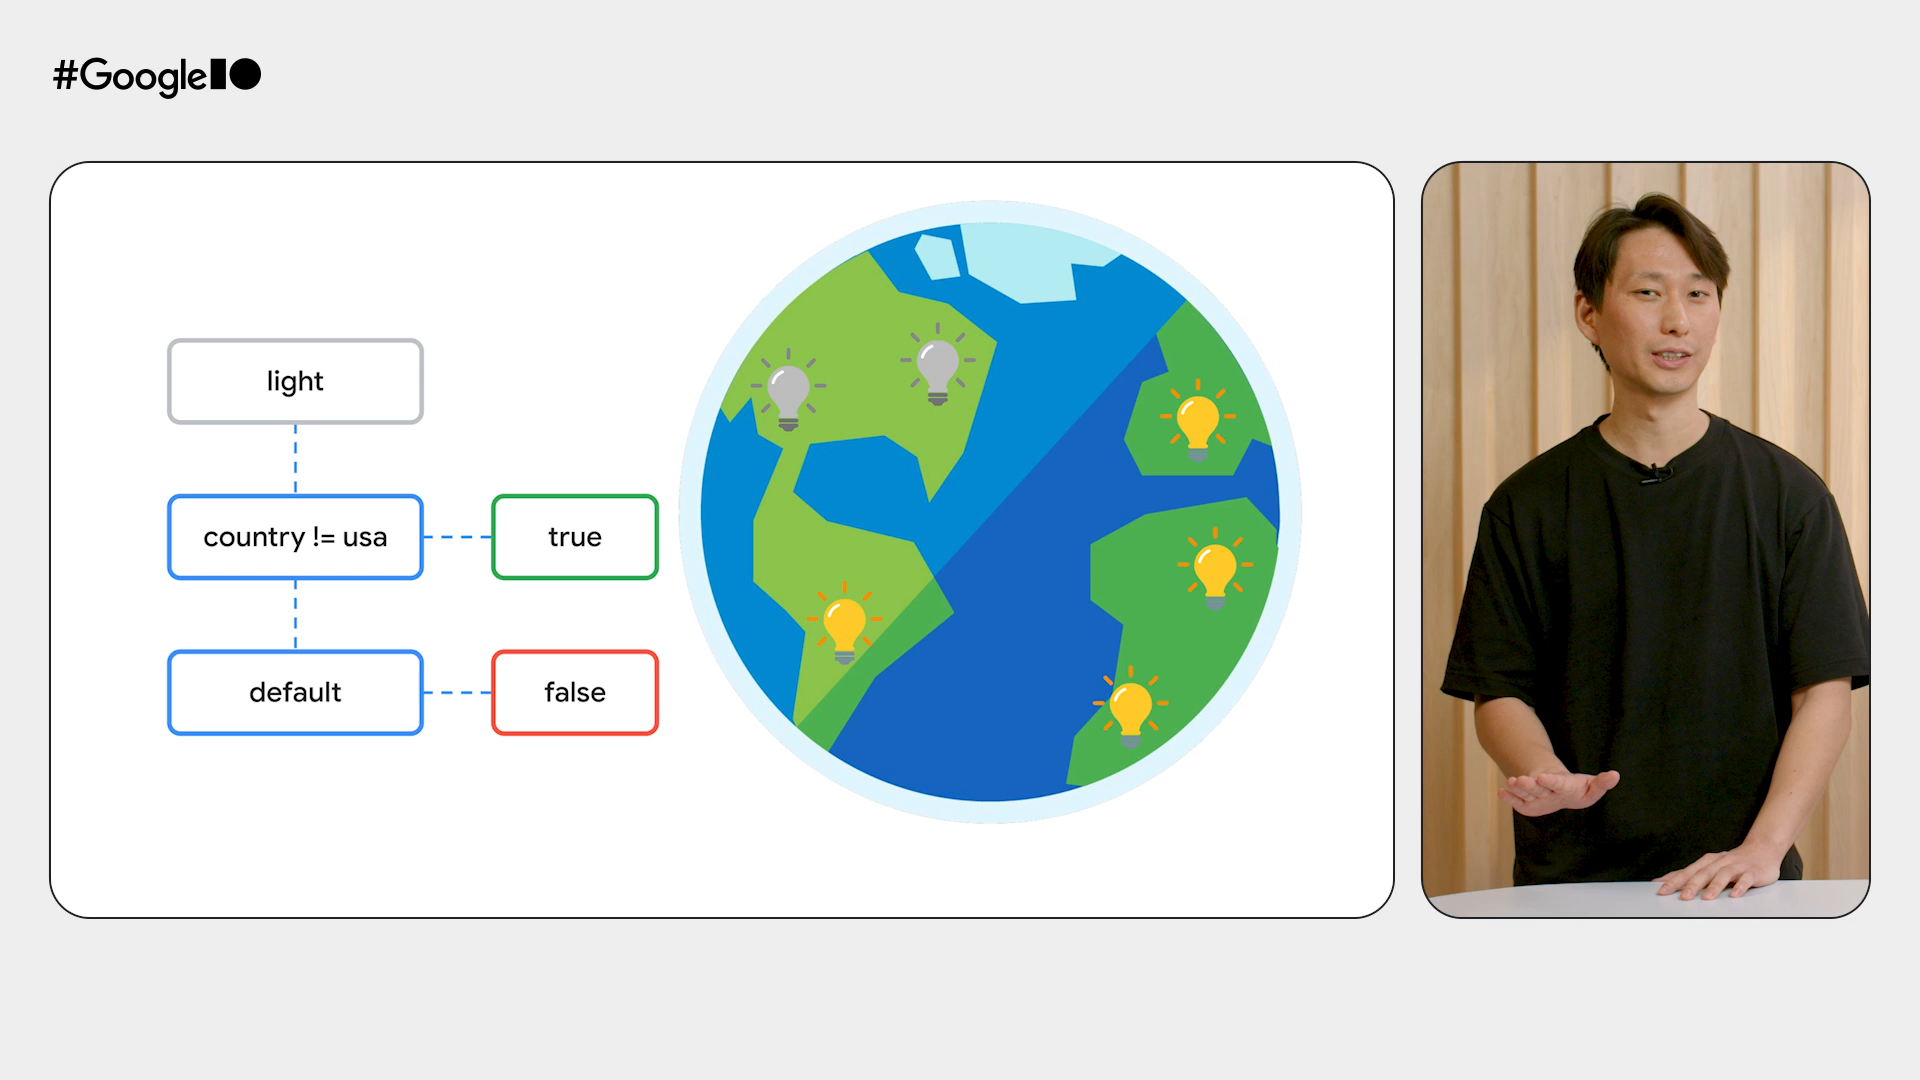 #GoogleIO
light
country != usa
true
default
false